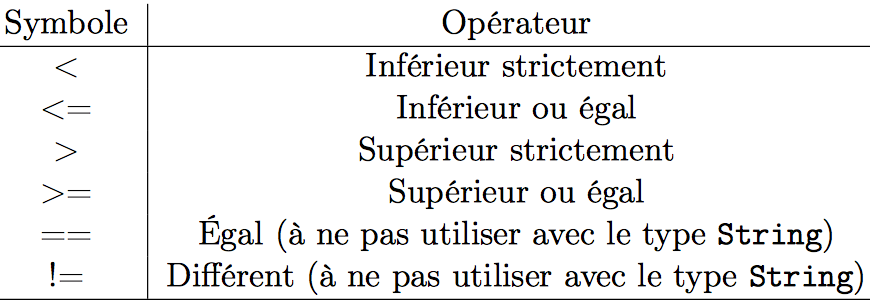 Symbole Opérateur
< Inférieur strictement
<= Inférieur ou égal
> Supérieur strictement
>= Supérieur ou égal
== Égal (à ne pas utiliser avec le type String)
!= Différent (à ne pas utiliser avec le type String)